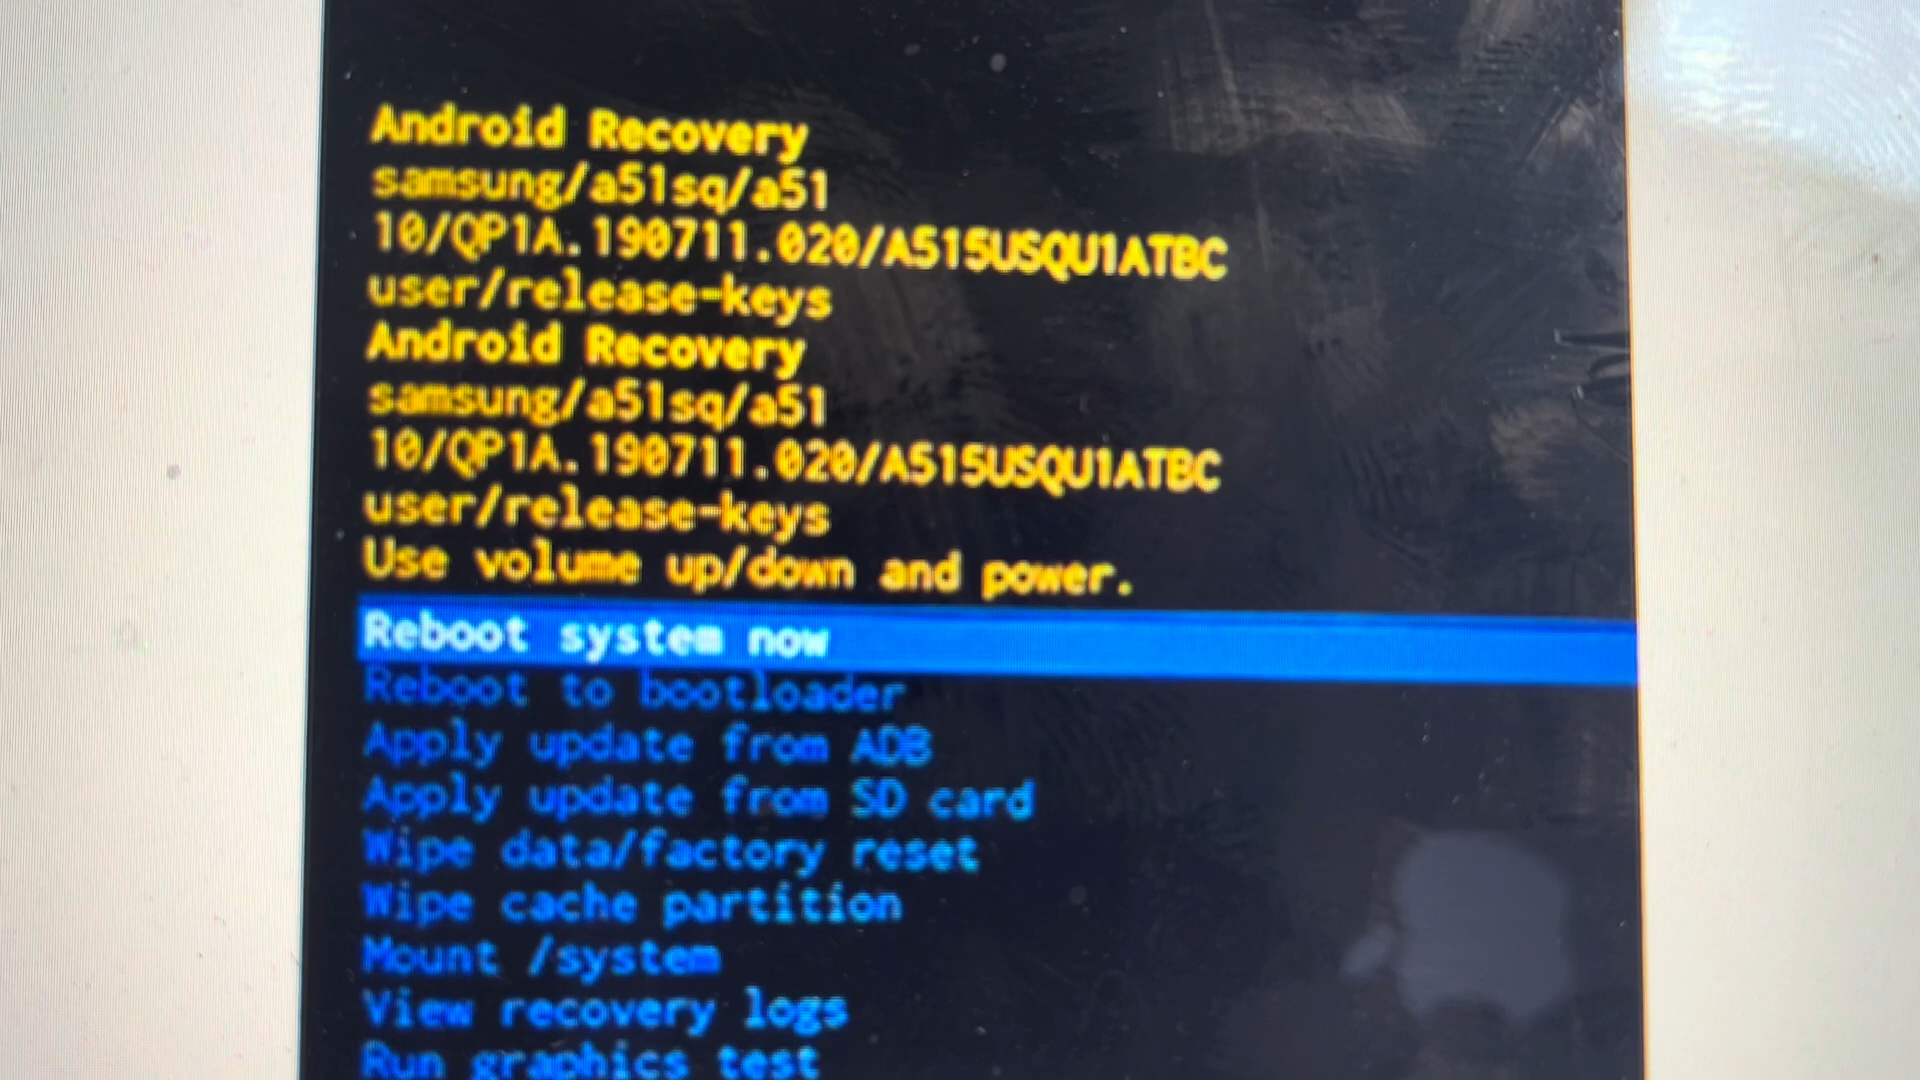 Android Recovery
samsung/a51sq/a51
10/QP1A.190711.020/A515USQU1ATBC
user/release-keys
Android Recovery
samsung/a51sq/a51
10/QP1A.190711.020/A515USQU1ATBC
user/release-keys
Use volume up/down and power.
Reboot system now
Reboot to bootloader
Apply update from ADB
Apply update from SD card
Wipe data/factory reset
Wipe cache partition
Mount /system
View recovery logs
Run graphics test